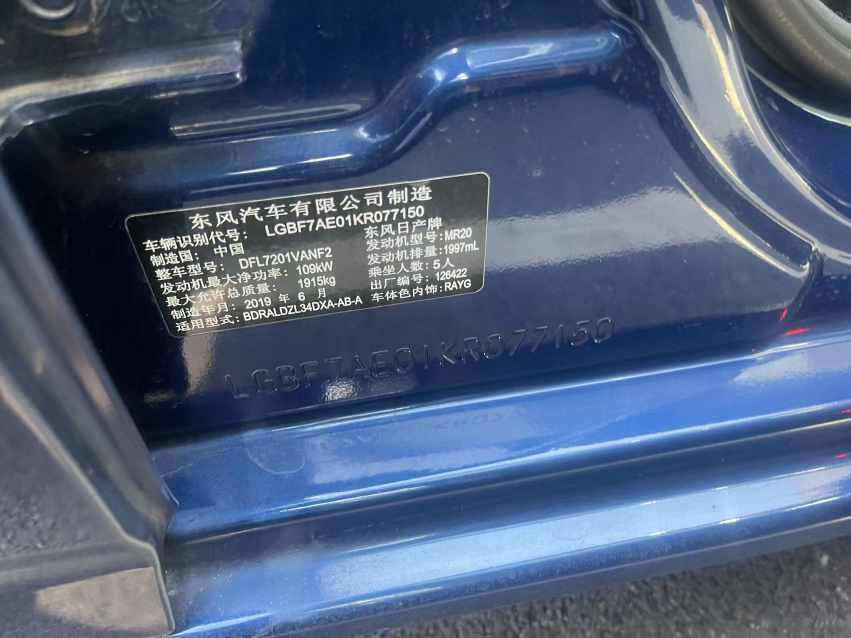 东风汽车有限公司制造
车辆识别代号: LGBF7AE01KR077150
制造国: 中国 东风日产牌
整车型号: DFL7201VANF2 发动机型号: MR20
发动机最大净功率: 109kW 发动机排量: 1997mL
最大允许总质量: 1915kg 乘坐人数: 5人
制造年月: 2019 年 6 月 出厂编号: 126422
适用型式: BDRALDZL34DXA-AB-A 车体色内饰: RAYG
LGBF7AE01KR077150